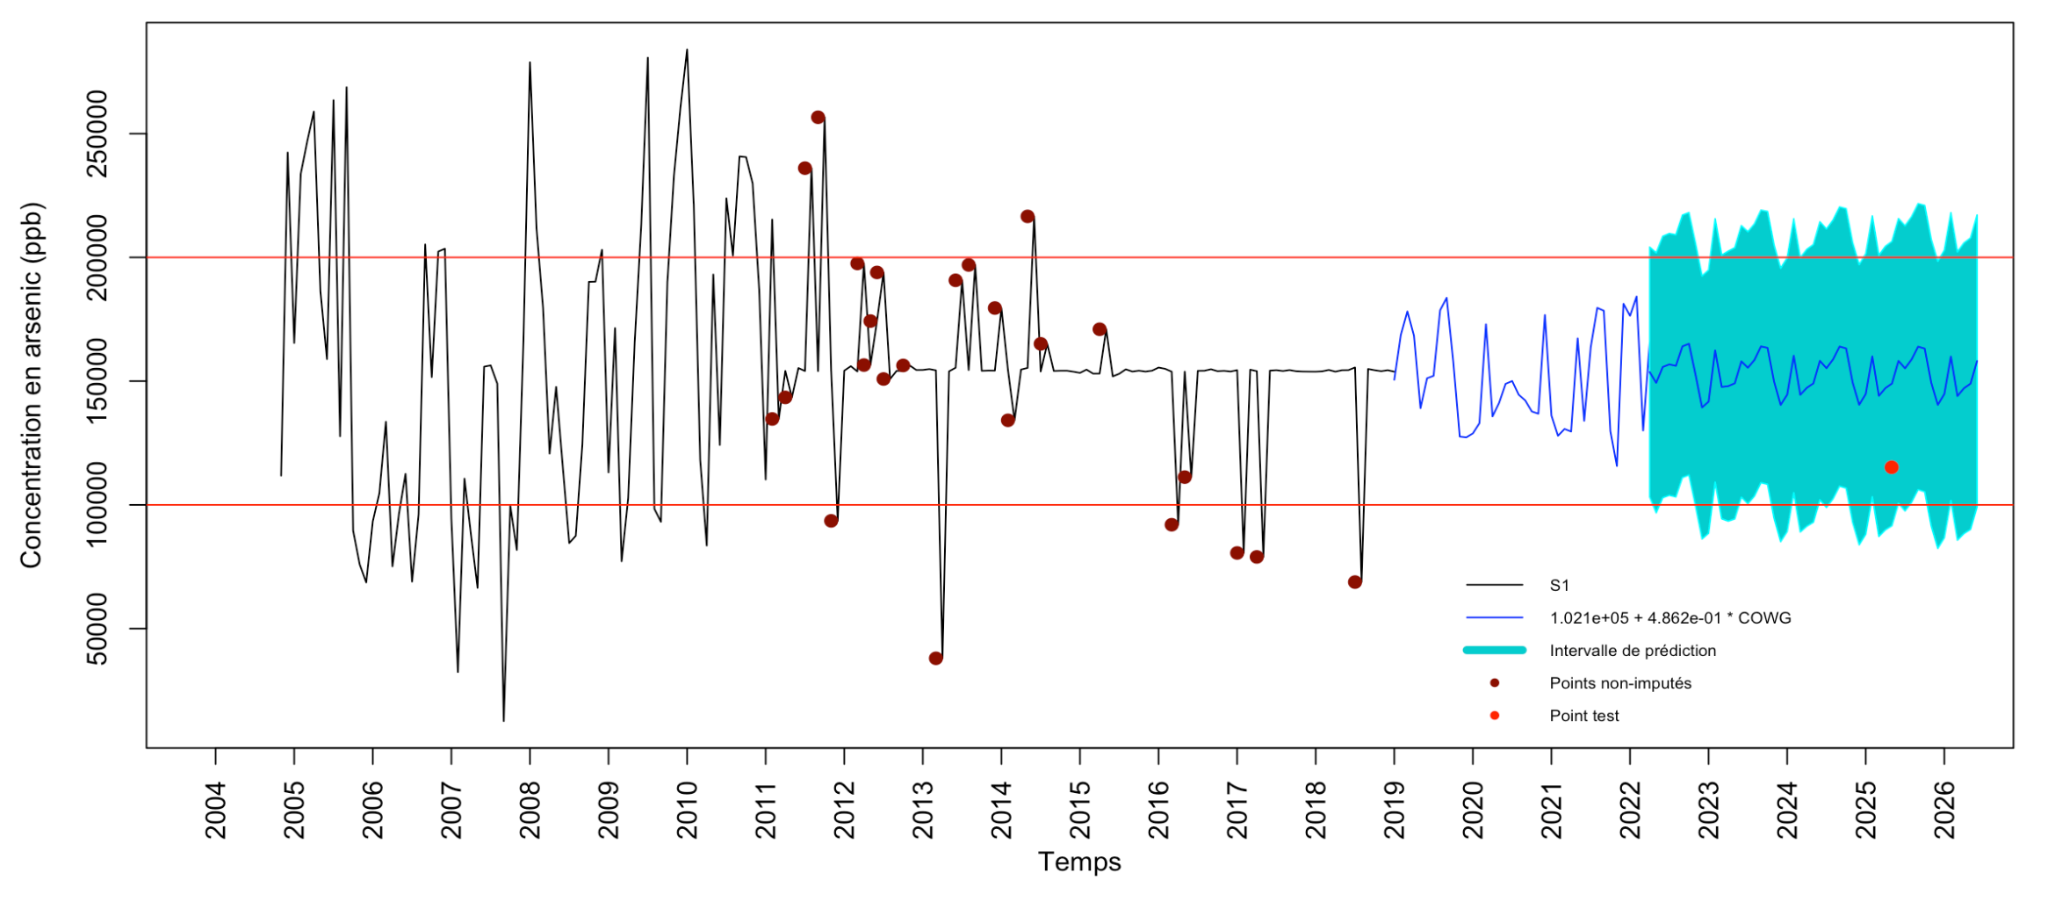 Concentration en arsenic (ppb)
250000
200000
150000
100000
50000
S1
1.021e+05 + 4.862e-01 * COWG
Intervalle de prédiction
Points non-imputés
Point test
2004 2005 2006 2007 2008 2009 2010 2011 2012 2013 2014 2015 2016 2017 2018 2019 2020 2021 2022 2023 2024 2025 2026
Temps